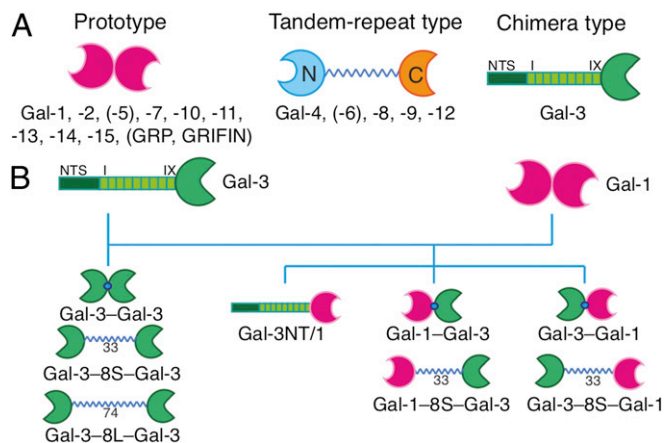 A
Prototype
Tandem-repeat type
Chimera type
N
C
NTS I IX
Gal-1, -2, (-5), -7, -10, -11,
-13, -14, -15, (GRP, GRIFIN)
Gal-4, (-6), -8, -9, -12
Gal-3
B
NTS I IX
Gal-3
Gal-1
Gal-3–Gal-3
33
Gal-3–8S–Gal-3
74
Gal-3–8L–Gal-3
Gal-3NT/1
Gal-1–Gal-3
33
Gal-1–8S–Gal-3
Gal-3–Gal-1
33
Gal-3–8S–Gal-1